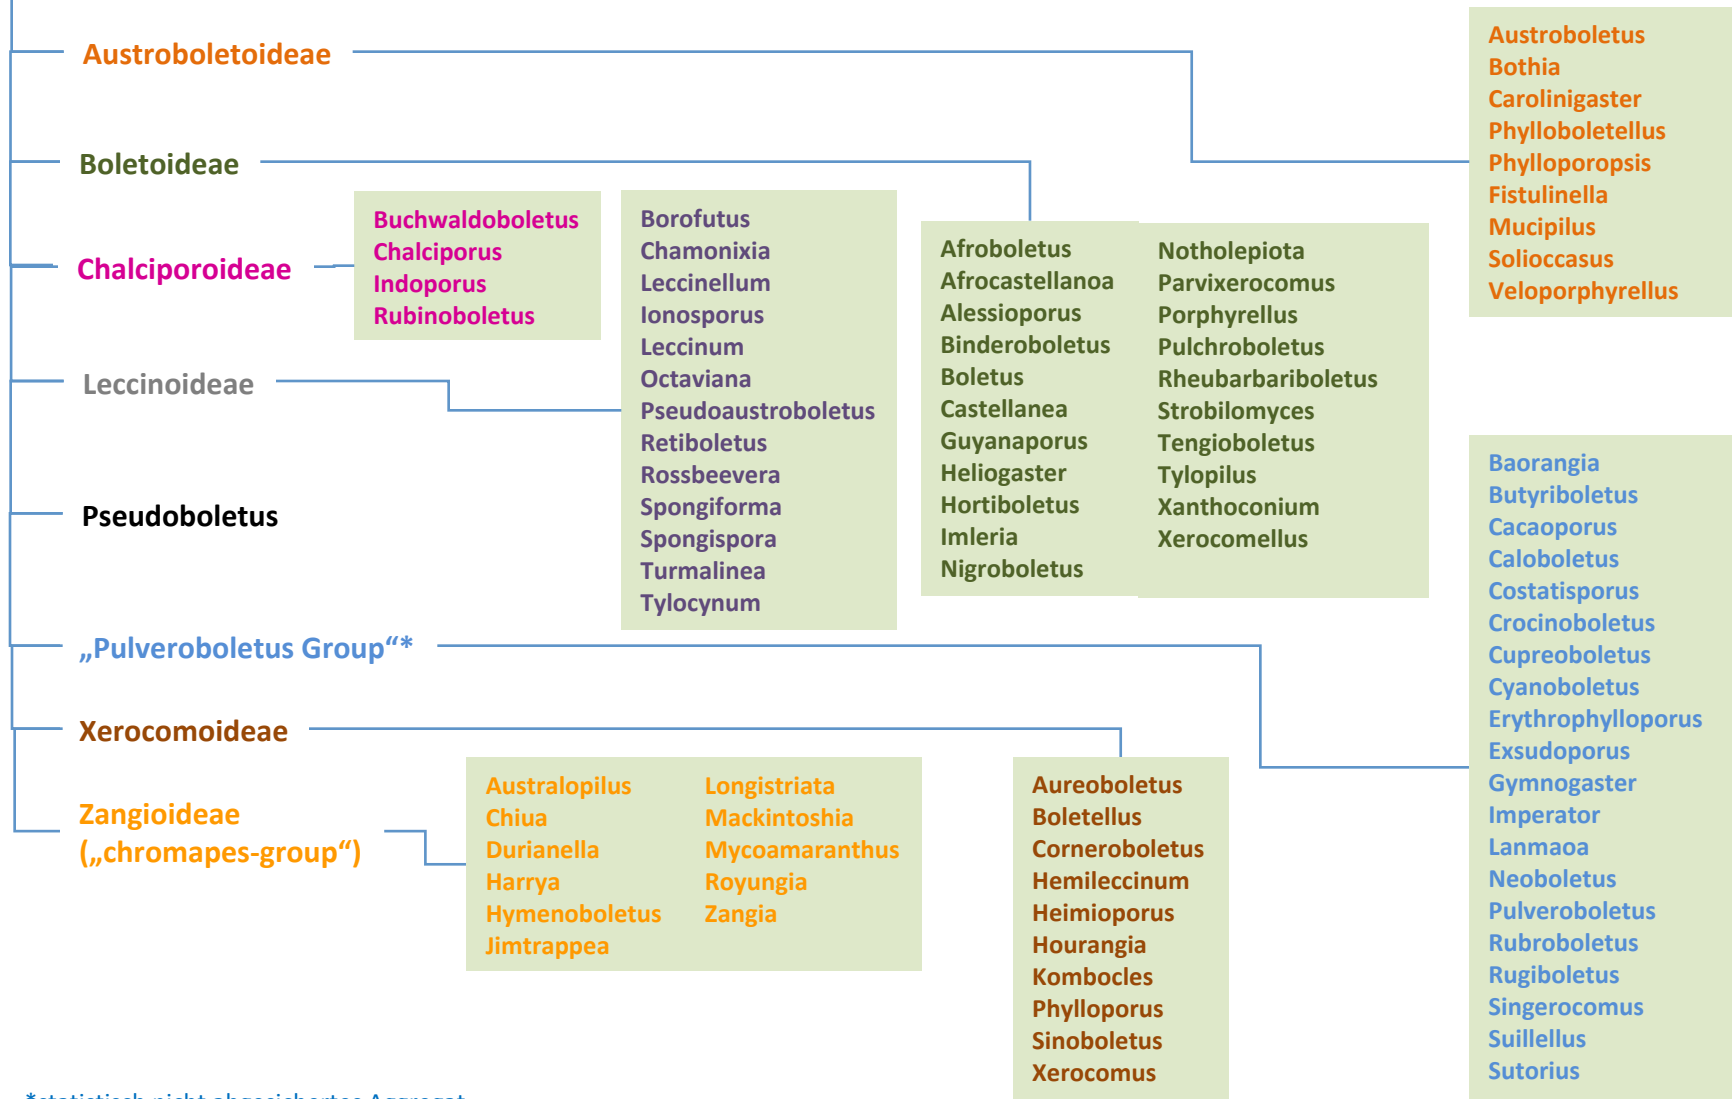 Austroboletoideae
Austroboletus
Bothia
Carolinigaster
Phylloboletellus
Phylloporopsis
Fistulinella
Mucipilus
Solioccasus
Veloporphyrellus
Boletoideae
Afroboletus
Afrocastellanoa
Alessioporus
Binderoboletus
Boletus
Castellanea
Guyanaporus
Heliogaster
Hortiboletus
Imleria
Nigroboletus
Notholepiota
Parvixerocomus
Porphyrellus
Pulchroboletus
Rheubarbariboletus
Strobilomyces
Tengioboletus
Tylopilus
Xanthoconium
Xerocomellus
Chalciporoideae
Buchwaldoboletus
Chalciporus
Indoporus
Rubinoboletus
Leccinoideae
Borofutus
Chamonixia
Leccinellum
Ionosporus
Leccinum
Octaviana
Pseudoaustroboletus
Retiboletus
Rossbeevera
Spongiforma
Spongispora
Turmalinea
Tylocynum
Pseudoboletus
„Pulveroboletus Group“*
Baorangia
Butyriboletus
Cacaoporus
Caloboletus
Costatisporus
Crocinoboletus
Cupreoboletus
Cyanoboletus
Erythrophylloporus
Exsudoporus
Gymnogaster
Imperator
Lanmaoa
Neoboletus
Pulveroboletus
Rubroboletus
Rugiboletus
Singerocomus
Suillellus
Sutorius
Xerocomoideae
Aureoboletus
Boletellus
Corneroboletus
Hemileccinum
Heimioporus
Hourangia
Kombocles
Phylloporus
Sinoboletus
Xerocomus
Zangioideae
(„chromapes-group“)
Australopilus
Chiua
Durianella
Harrya
Hymenoboletus
Jimtrappea
Longistriata
Mackintoshia
Mycoamaranthus
Royungia
Zangia
*statistisch nicht abgesichertes Aggregat